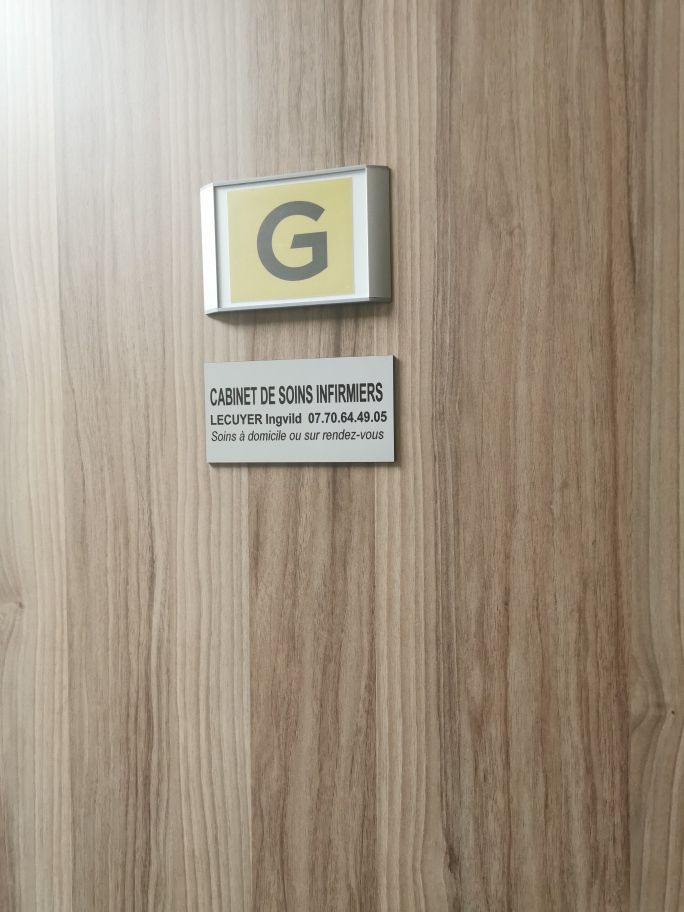 G
CABINET DE SOINS INFIRMIERS
LECUYER Ingvild 07.70.64.49.05
Soins à domicile ou sur rendez-vous